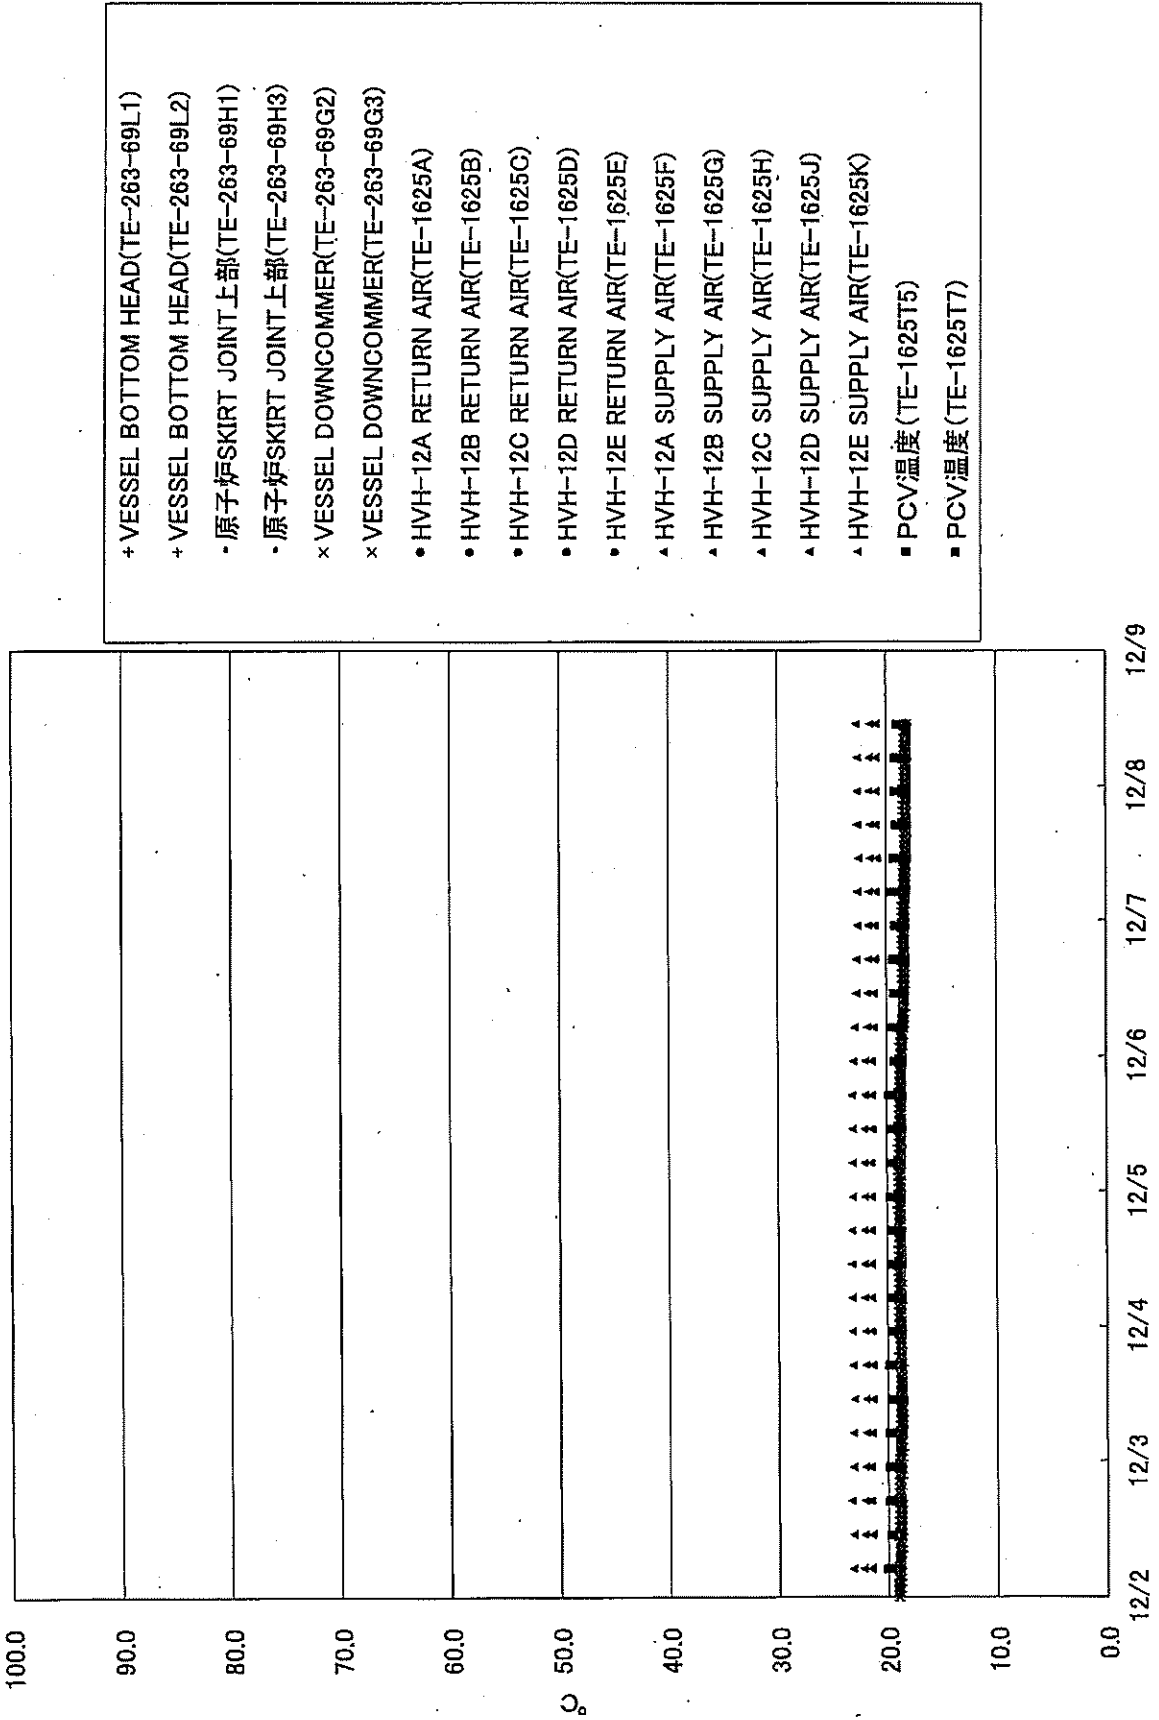 100.0
90.0
80.0
70.0
60.0
50.0
40.0
30.0
20.0
10.0
0.0
℃
12/2
12/3
12/4
12/5
12/6
12/7
12/8
12/9
+ VESSEL BOTTOM HEAD(TE-263-69L1)
+ VESSEL BOTTOM HEAD(TE-263-69L2)
・原子炉SKIRT JOINT上部(TE-263-69H1)
・原子炉SKIRT JOINT上部(TE-263-69H3)
× VESSEL DOWNCOMMER(TE-263-69G2)
× VESSEL DOWNCOMMER(TE-263-69G3)
● HVH-12A RETURN AIR(TE-1625A)
● HVH-12B RETURN AIR(TE-1625B)
● HVH-12C RETURN AIR(TE-1625C)
● HVH-12D RETURN AIR(TE-1625D)
● HVH-12E RETURN AIR(TE-1625E)
▲ HVH-12A SUPPLY AIR(TE-1625F)
▲ HVH-12B SUPPLY AIR(TE-1625G)
▲ HVH-12C SUPPLY AIR(TE-1625H)
▲ HVH-12D SUPPLY AIR(TE-1625J)
▲ HVH-12E SUPPLY AIR(TE-1625K)
■ PCV温度(TE-1625T5)
■ PCV温度(TE-1625T7)